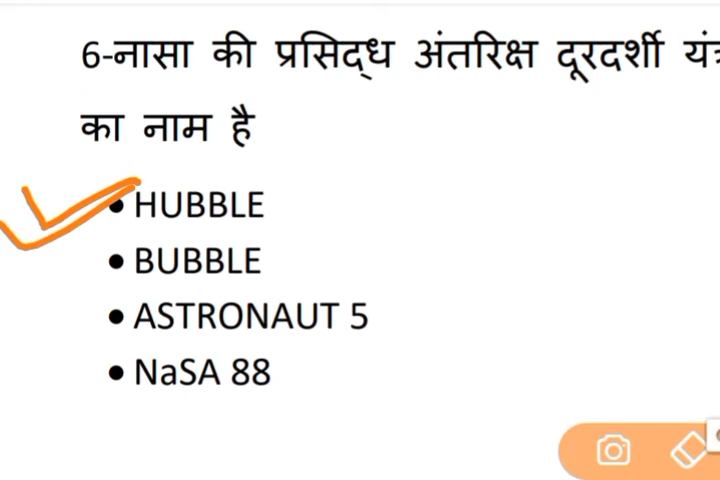 6-नासा की प्रसिद्ध अंतरिक्ष दूरदर्शी
का नाम है
• HUBBLE
• BUBBLE
• ASTRONAUT 5
• NaSA 88